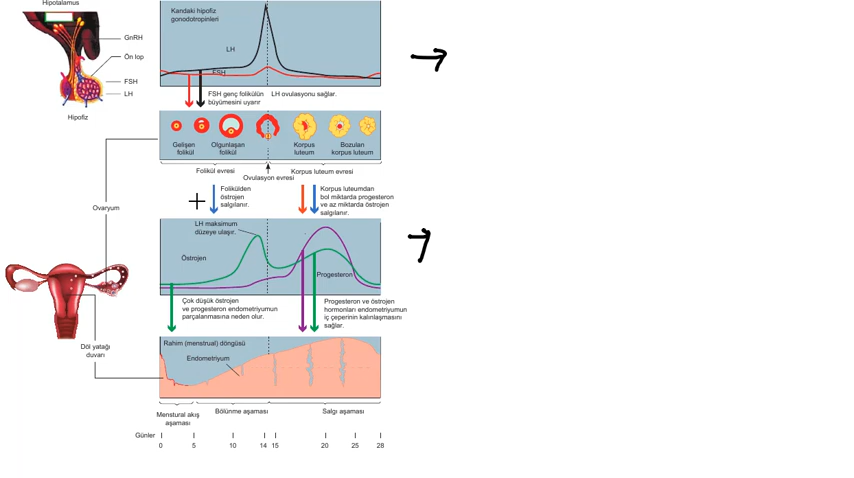 Hipotalamus
GnRH
Ön lop
FSH
LH
Hipofiz
Kandaki hipofiz
gonodotropinleri
LH
FSH
FSH genç folikülün
büyümesini uyarır
LH ovulasyonu sağlar.
Gelişen
folikül
Olgunlaşan
folikül
Korpus
luteum
Bozulan
korpus luteum
Folikül evresi
Ovulasyon evresi
Korpus luteum evresi
Folikülden
östrojen
salgılanır.
Korpus luteumdan
bol miktarda progesteron
ve az miktarda östrojen
salgılanır.
Ovaryum
LH maksimum
düzeye ulaşır.
Östrojen
Progesteron
Çok düşük östrojen
ve progesteron endometriyumun
parçalanmasına neden olur.
Progesteron ve östrojen
hormonları endometriyumun
iç çeperinin kalınlaşmasını
sağlar.
Döl yatağı
duvarı
Rahim (menstrual) döngüsü
Endometriyum
Menstural akış
aşaması
Bölünme aşaması
Salgı aşaması
Günler
0 5 10 14 15 20 25 28